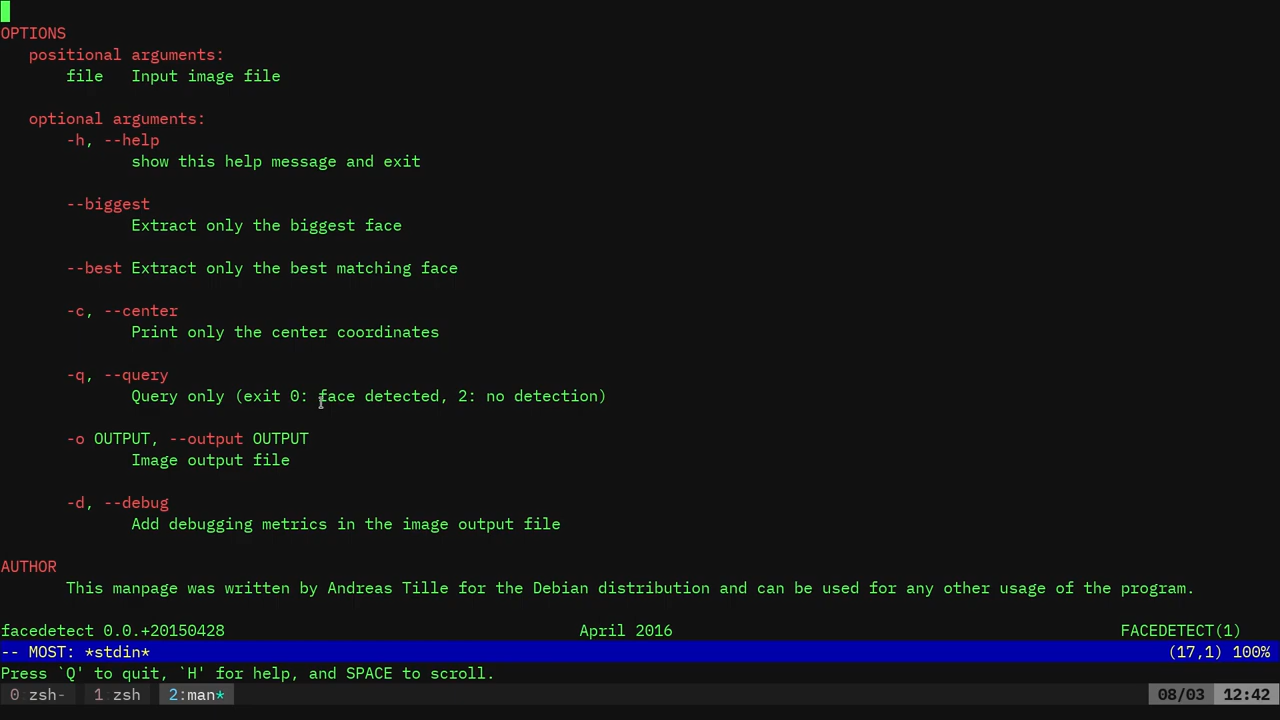 OPTIONS
positional arguments:
file   Input image file
optional arguments:
-h, --help
show this help message and exit
--biggest
Extract only the biggest face
--best Extract only the best matching face
-c, --center
Print only the center coordinates
-q, --query
Query only (exit 0: face detected, 2: no detection)
-o OUTPUT, --output OUTPUT
Image output file
-d, --debug
Add debugging metrics in the image output file
AUTHOR
This manpage was written by Andreas Tille for the Debian distribution and can be used for any other usage of the program.
facedetect 0.0.+20150428 April 2016 FACEDETECT(1)
-- MOST: *stdin* (17,1) 100%
Press `Q' to quit, `H' for help, and SPACE to scroll.
0 zsh- 1 zsh 2:man* 08/03 12:42